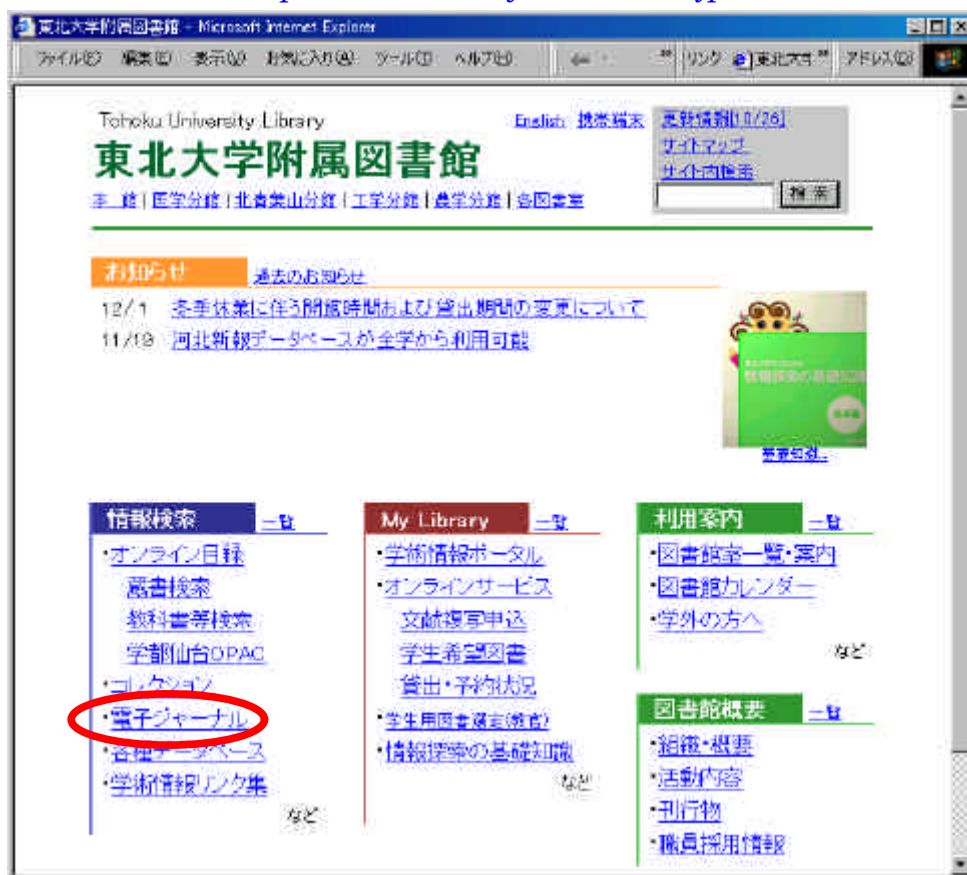 東北大学附属図書館 - Microsoft Internet Explorer
ファイル(F) 編集(E) 表示(V) お気に入り(A) ツール(T) ヘルプ(H) リンク 東北大学 アドレス(D)
Tohoku University Library
English 携帯端末
更新情報[10/26]
サイトマップ
サイト内検索
検索
東北大学附属図書館
本館 | 医学分館 | 北青葉山分館 | 工学分館 | 農学分館 | 各図書室
お知らせ 過去のお知らせ
12/1 冬季休業に伴う開館時間および貸出期間の変更について
11/19 河北新報データベースが全学から利用可能
情報探索の基礎知識
基礎知識..
情報検索 一覧
・オンライン目録
蔵書検索
教科書等検索
学都仙台OPAC
・コレクション
・電子ジャーナル
・各種データベース
・学術情報リンク集
など
My Library 一覧
・学術情報ポータル
・オンラインサービス
文献複写申込
学生希望図書
貸出・予約状況
・学生用図書選定(教官)
・情報探索の基礎知識
など
利用案内 一覧
・図書館室一覧・案内
・図書館カレンダー
・学外の方へ
など
図書館概要 一覧
・組織・概要
・活動内容
・刊行物
・職員採用情報